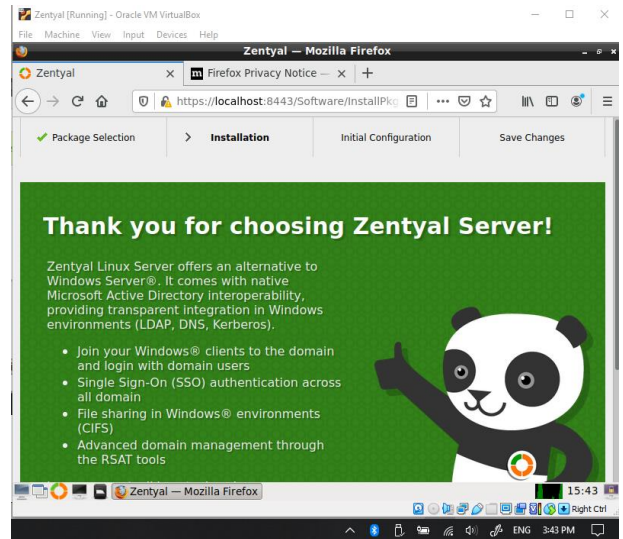 Zentyal [Running] - Oracle VM VirtualBox
File Machine View Input Devices Help
Zentyal — Mozilla Firefox
Zentyal
Firefox Privacy Notice —
https://localhost:8443/Software/InstallPkg
Package Selection
Installation
Initial Configuration
Save Changes
Thank you for choosing Zentyal Server!
Zentyal Linux Server offers an alternative to
Windows Server®. It comes with native
Microsoft Active Directory interoperability,
providing transparent integration in Windows
environments (LDAP, DNS, Kerberos).
• Join your Windows® clients to the domain
and login with domain users
• Single Sign-On (SSO) authentication across
all domain
• File sharing in Windows® environments
(CIFS)
• Advanced domain management through
the RSAT tools
Zentyal — Mozilla Firefox
15:43
Right Ctrl
ENG 3:43 PM